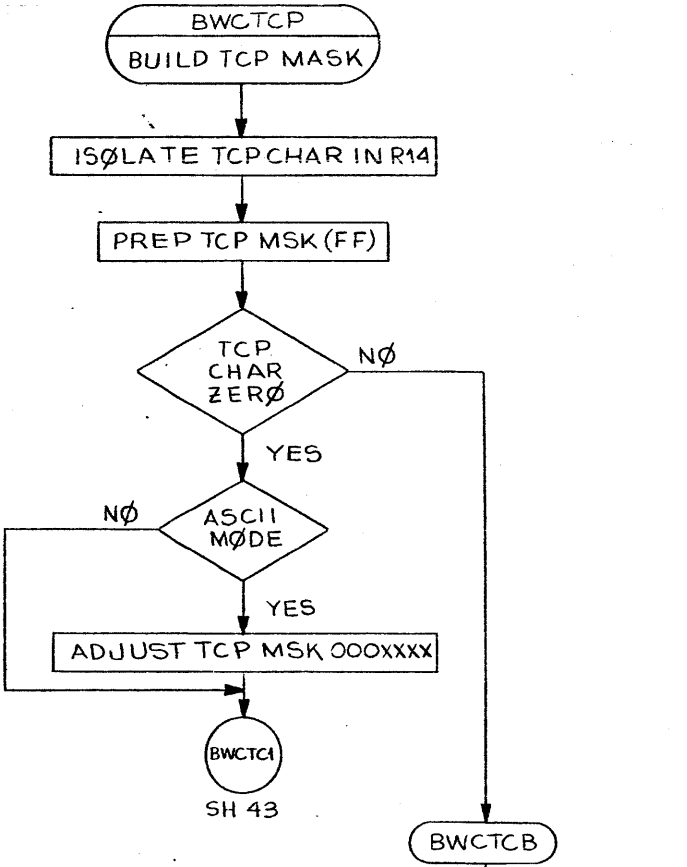 BWCTCP
BUILD TCP MASK
ISØLATE TCP CHAR IN R14
PREP TCP MSK (FF)
TCP
CHAR
ZERØ
NØ
YES
NØ
ASCII
MØDE
YES
ADJUST TCP MSK 000XXXX
BWCTC1
SH 43
BWCTCB